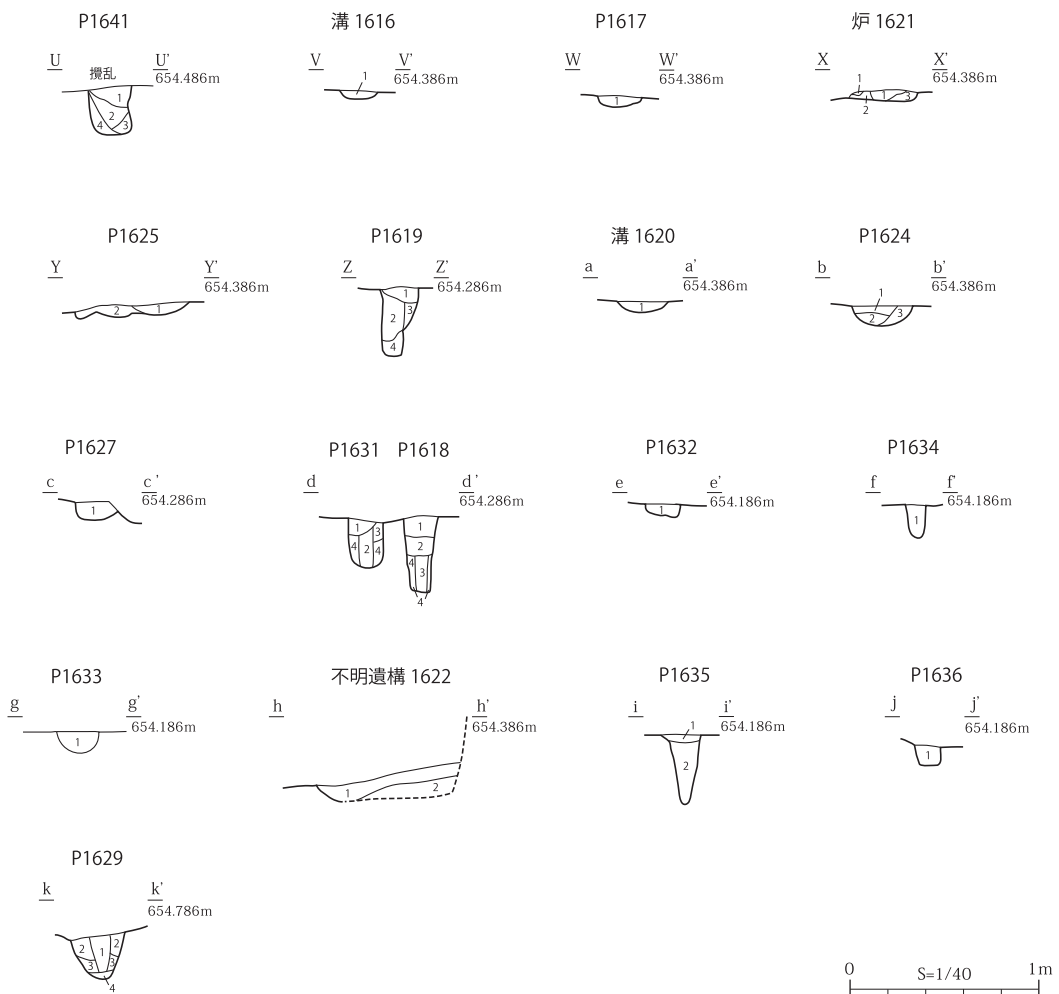 P1641
U U'
654.486m
攪乱
1
2
4 3
溝 1616
V V'
654.386m
1
P1617
W W'
654.386m
1
炉 1621
X X'
654.386m
1 1 3
2
P1625
Y Y'
654.386m
2 1
P1619
Z Z'
654.286m
1
2 3
4
溝 1620
a a'
654.386m
1
P1624
b b'
654.386m
1
2 3
P1627
c c'
654.286m
1
P1631 P1618
d d'
654.286m
1 3 1
4 2 4 2
4 3
4
P1632
e e'
654.186m
1
P1634
f f'
654.186m
1
P1633
g g'
654.186m
1
不明遺構 1622
h h'
654.386m
1 2
P1635
i i'
654.186m
1
2
P1636
j j'
654.186m
1
P1629
k k'
654.786m
2 1 2
3 3
4
0 S=1/40 1m